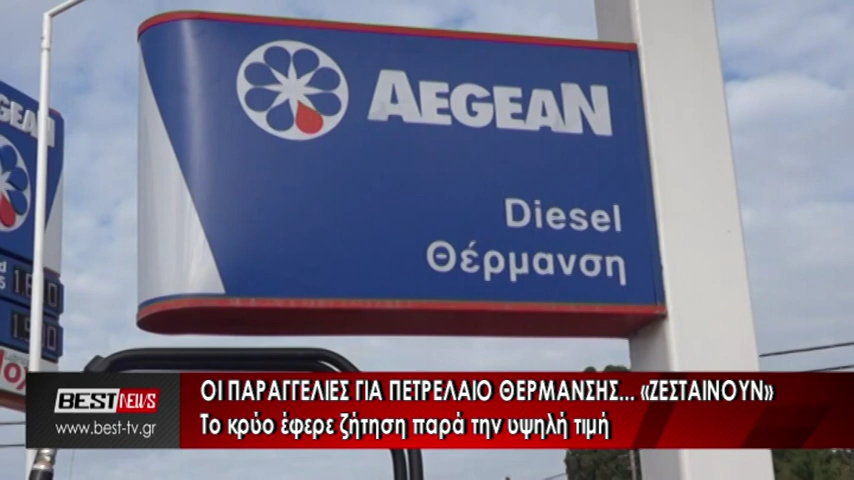 AEGEAN
Diesel
Θέρμανση
EGEAN
BEST NEWS
www.best-tv.gr
ΟΙ ΠΑΡΑΓΓΕΛΙΕΣ ΓΙΑ ΠΕΤΡΕΛΑΙΟ ΘΕΡΜΑΝΣΗΣ... «ΖΕΣΤΑΙΝΟΥΝ»
Το κρύο έφερε ζήτηση παρά την υψηλή τιμή